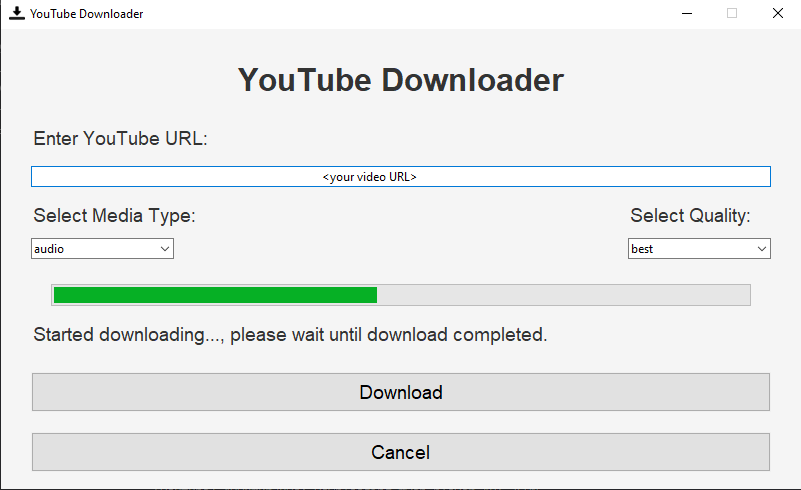 YouTube Downloader
YouTube Downloader
Enter YouTube URL:
<your video URL>
Select Media Type:
Select Quality:
audio
best
Started downloading..., please wait until download completed.
Download
Cancel